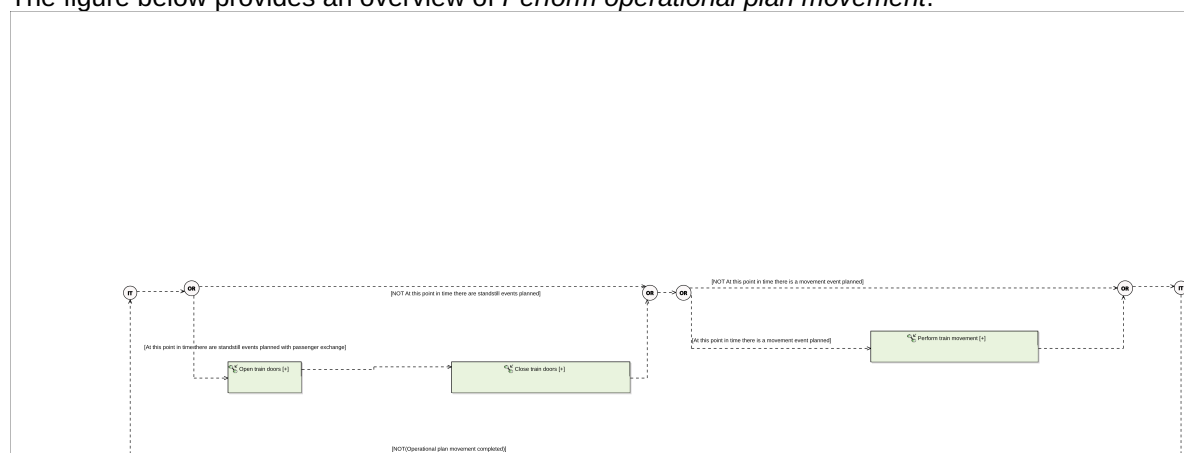 The figure below provides an overview of Perform operational plan movement.
[NOT At this point in time there is a movement event planned]
IT
OR
OR
OR
OR
IT
[NOT At this point in time there are standstill events planned]
[At this point in time there is a movement event planned]
Perform train movement [+]
[At this point in timethere are standstill events planned with passenger exchange]
Open train doors [+]
Close train doors [+]
[NOT(Operational plan movement completed)]